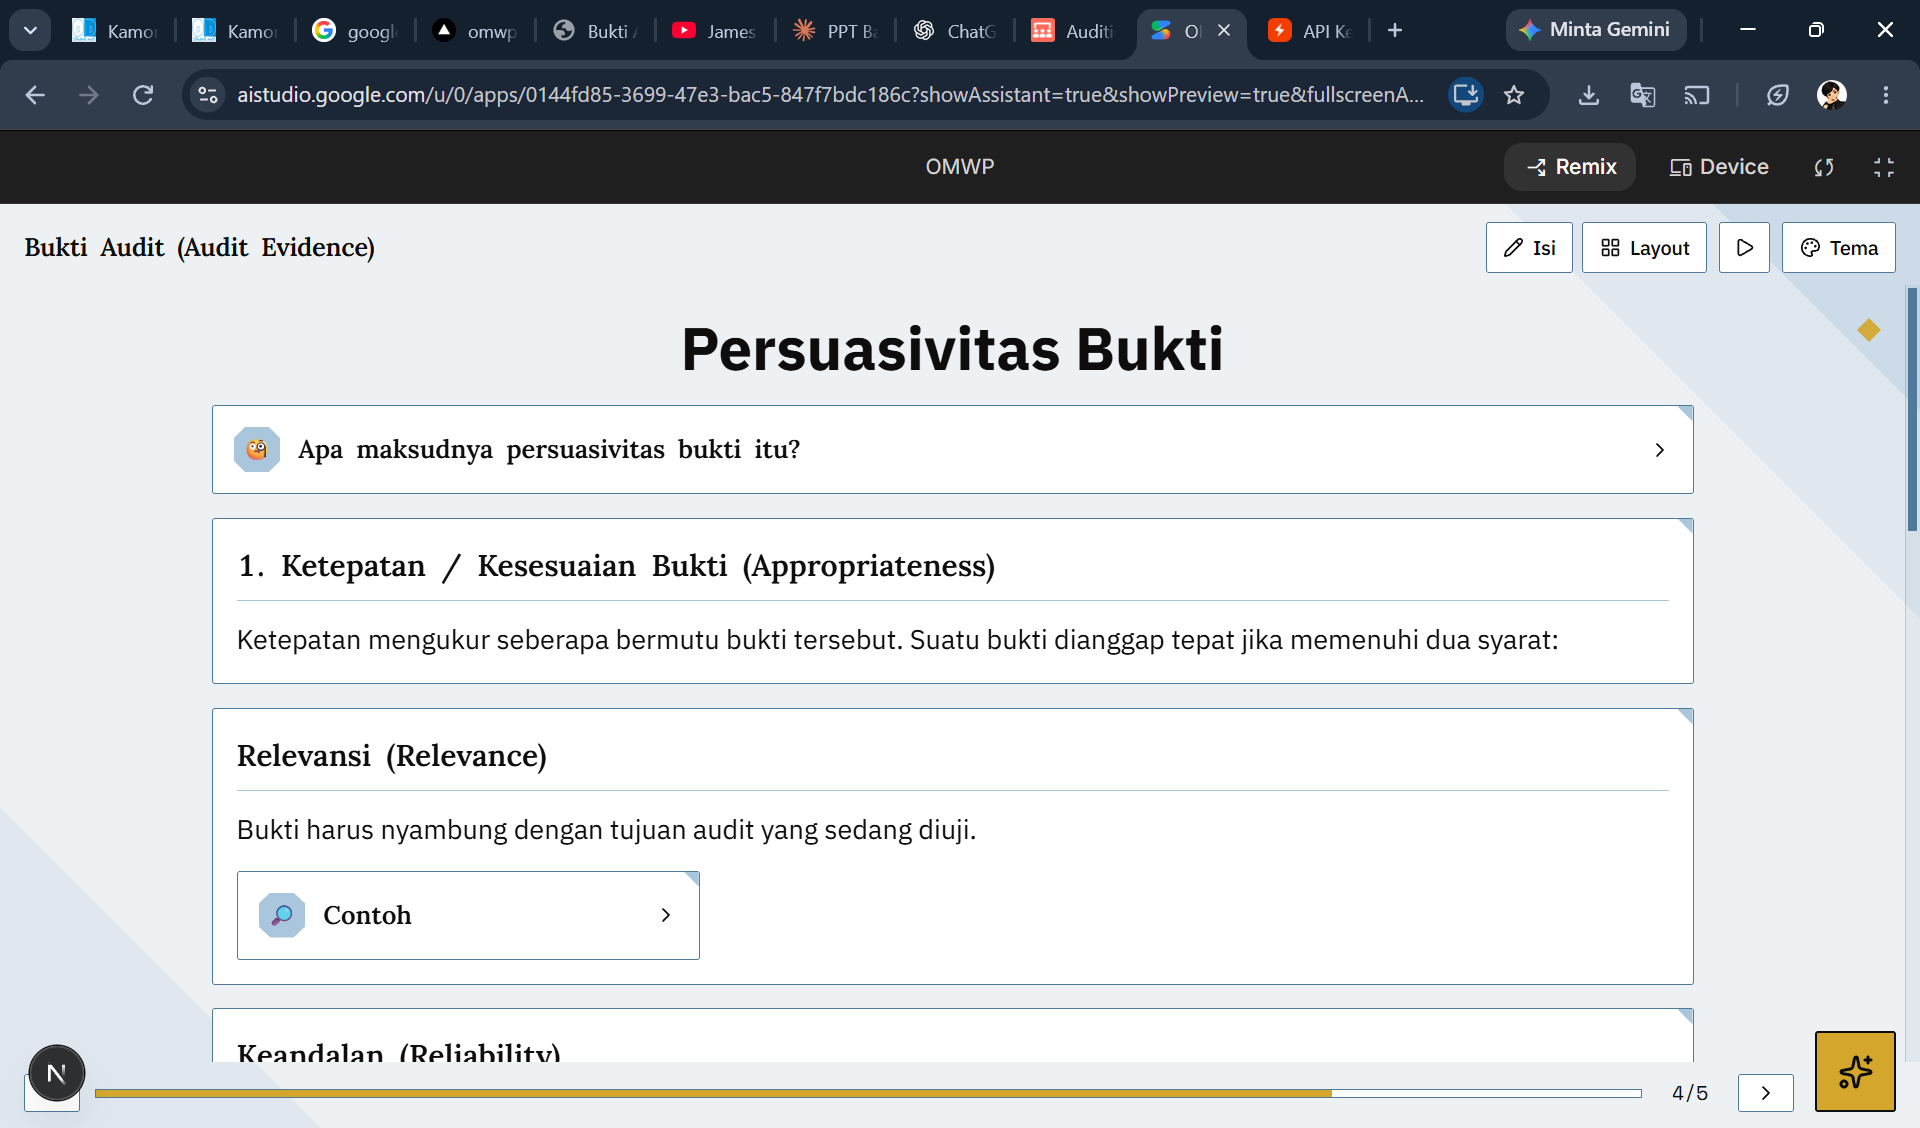 Kamor
Kamor
googl
omwp
Bukti
James
PPT Ba
ChatG
Auditi
Ol
API Ke
Minta Gemini
aistudio.google.com/u/0/apps/0144fd85-3699-47e3-bac5-847f7bdc186c?showAssistant=true&showPreview=true&fullscreenA...
OMWP
Remix
Device
Bukti Audit (Audit Evidence)
Isi
Layout
Tema
Persuasivitas Bukti
Apa maksudnya persuasivitas bukti itu?
1. Ketepatan / Kesesuaian Bukti (Appropriateness)
Ketepatan mengukur seberapa bermutu bukti tersebut. Suatu bukti dianggap tepat jika memenuhi dua syarat:
Relevansi (Relevance)
Bukti harus nyambung dengan tujuan audit yang sedang diuji.
Contoh
Keandalan (Reliability)
N
4/5